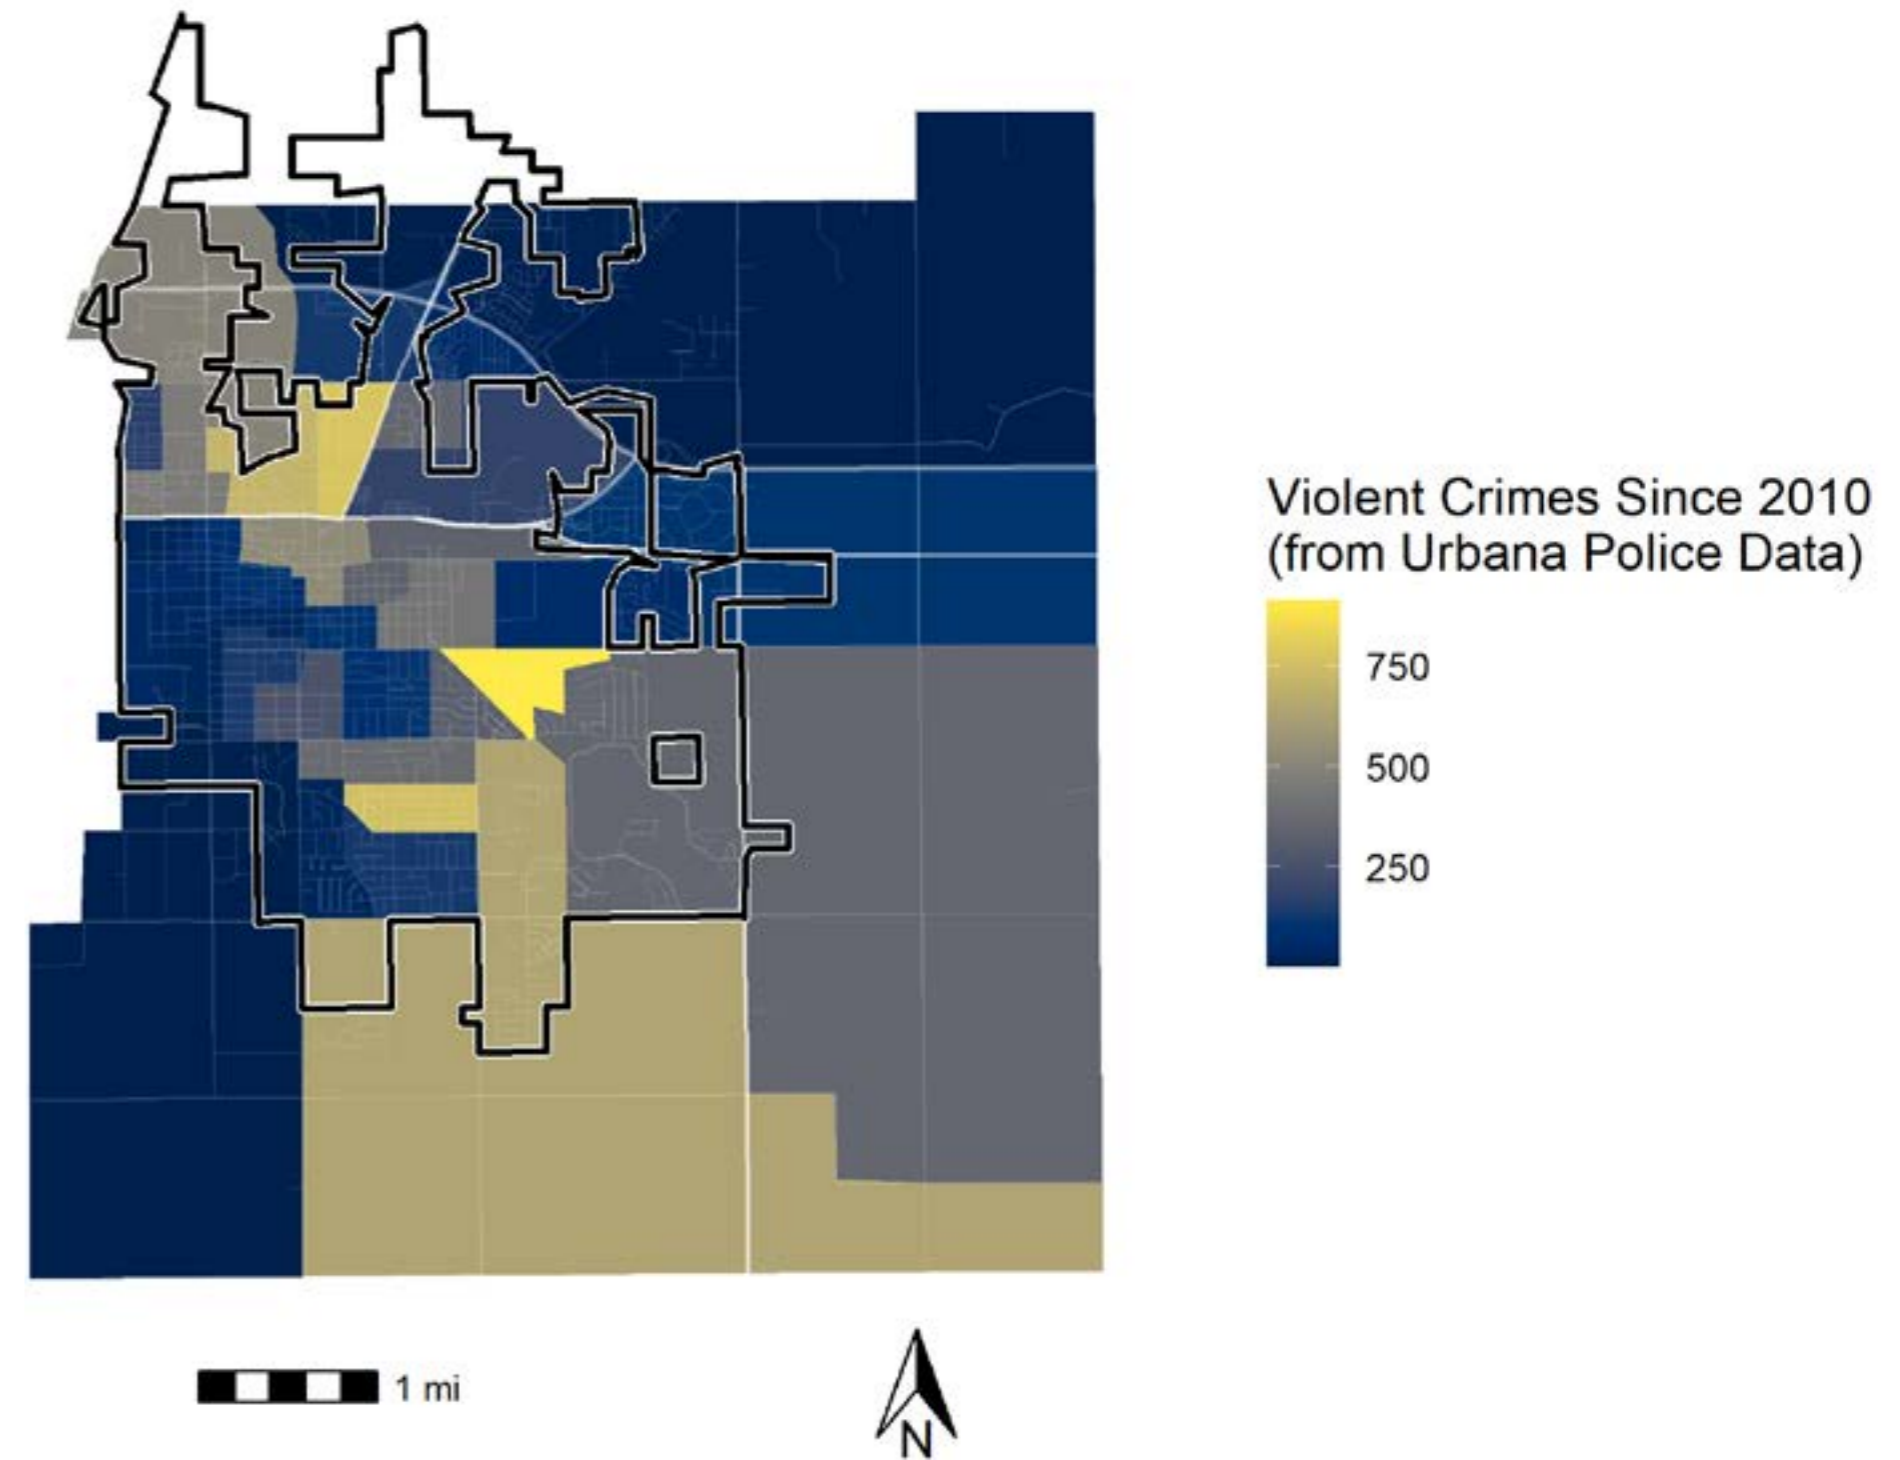 Violent Crimes Since 2010
(from Urbana Police Data)
750
500
250
1 mi
N